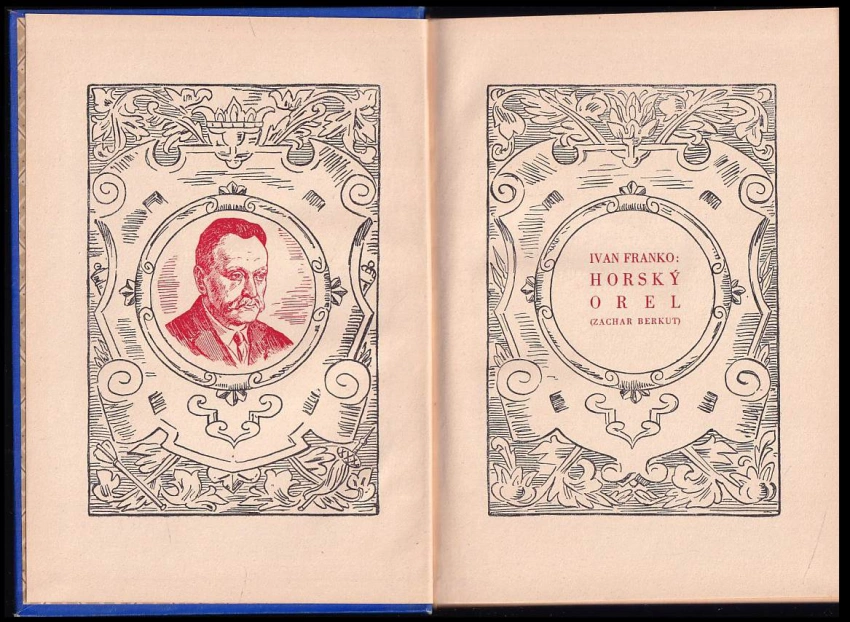 IVAN FRANKO:
HORSKÝ
OREL
(ZACHAR BERKUT)